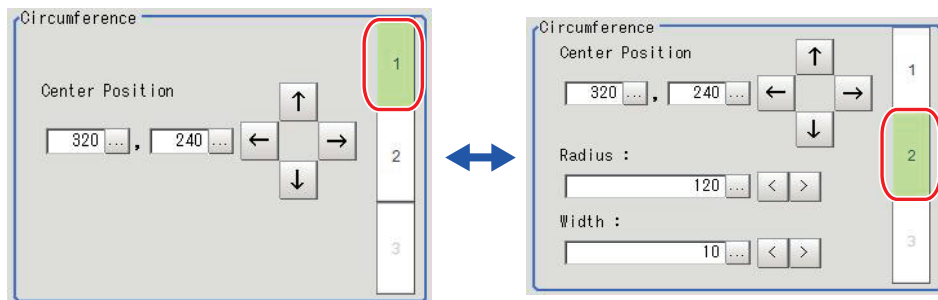 Circumference
1
Center Position
320 ... , 240 ... ← ↑ → ↓
2
3
Circumference
Center Position
320 ... , 240 ... ← ↑ → ↓
1
Radius :
120 ... < >
2
Width :
10 ... < >
3